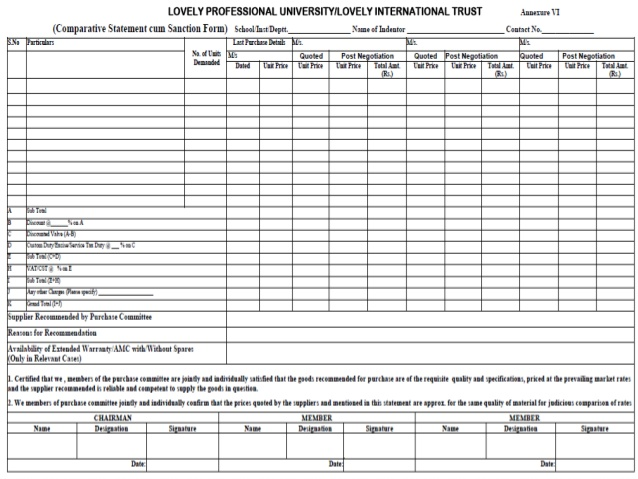 LOVELY PROFESSIONAL UNIVERSITY/LOVELY INTERNATIONAL TRUST Annexure VI
(Comparative Statement cum Sanction Form) School/Inst/Deptt.______________ Name of Indentor ____________________ Contact No.____________
S.No Particulars No. of Units Demanded Last Purchase Details M/s. M/s. M/s.
M/s Quoted Post Negotiation Quoted Post Negotiation Quoted Post Negotiation
Dated Unit Price Unit Price Unit Price Total Amt. (Rs.) Unit Price Unit Price Total Amt. (Rs.) Unit Price Unit Price Total Amt. (Rs.)
A Sub Total
B Discount @______% on A
C Discounted Value (A-B)
D Custom Duty/Excise/Service Tax Duty @ ___ % on C
E Sub Total (C+D)
H VAT/CST @ % on E
I Sub Total (E+H)
J Any other Charges (Please specify) ________________
K Grand Total (I+J)
Supplier Recommended by Purchase Committee
Reasons for Recommendation
Availability of Extended Warranty/AMC with/Without Spares
(Only in Relevant Cases)
1. Certified that we , members of the purchase committee are jointly and individually satisfied that the goods recommended for purchase are of the requisite quality and specifications, priced at the prevailing market rates
and the supplier recommended is reliable and competent to supply the goods in question.
2. We members of purchase committee jointly and individually confirm that the prices quoted by the suppliers and mentioned in this statement are approx. for the same quality of material for judicious comparison of rates
CHAIRMAN MEMBER MEMBER
Name Designation Signature Name Designation Signature Name Designation Signature
Date: Date: Date: